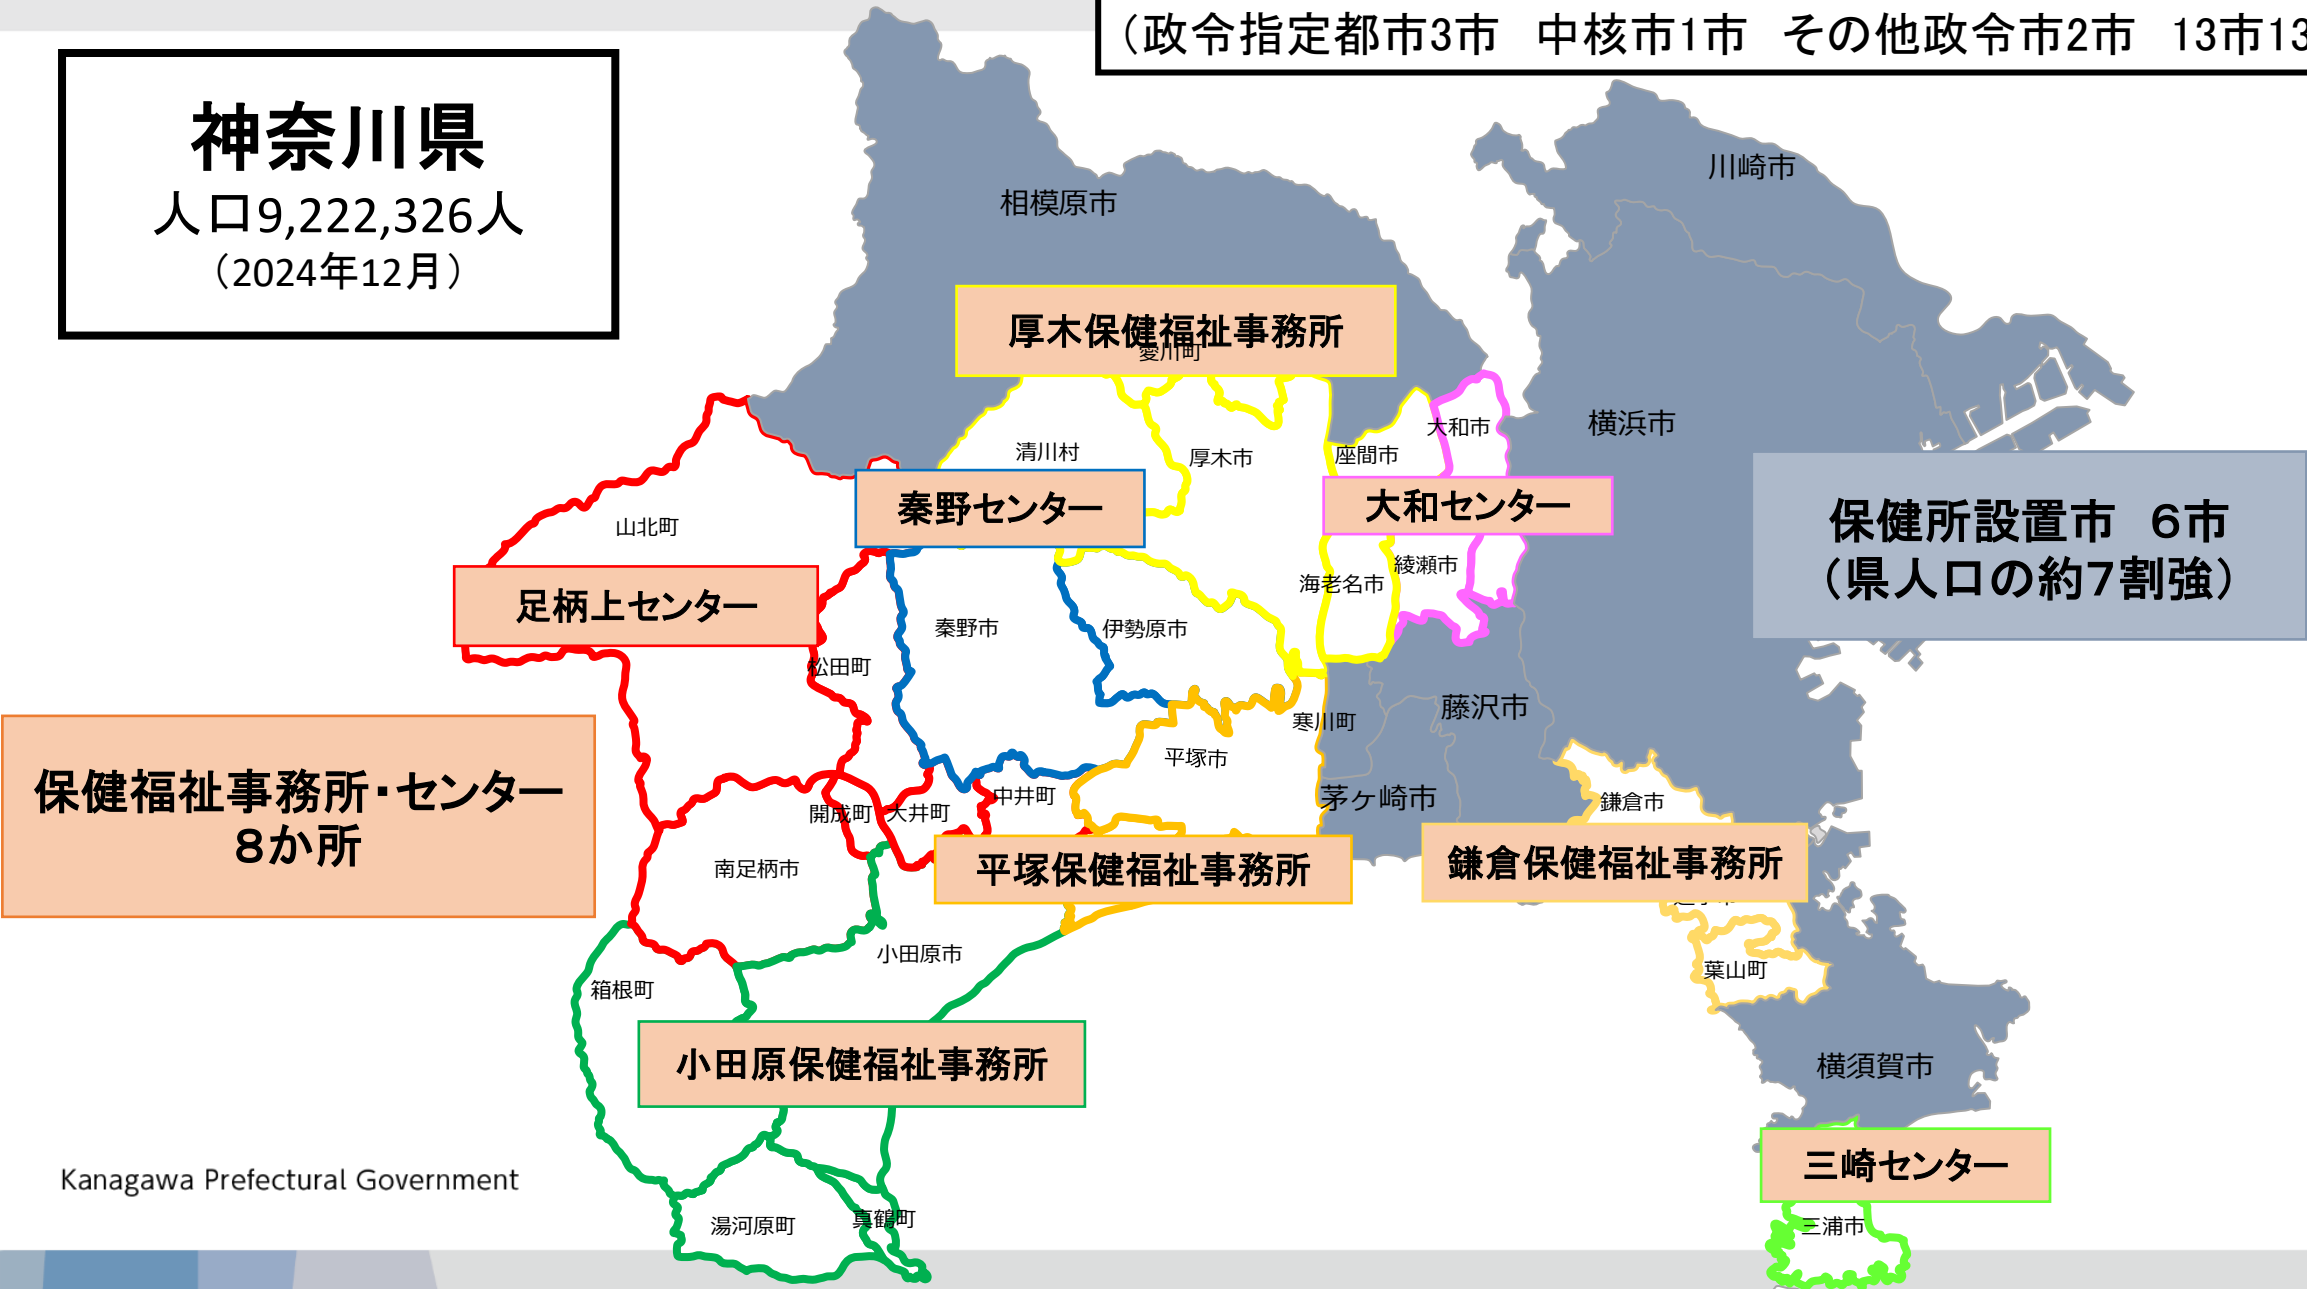 （政令指定都市3市　中核市1市　その他政令市2市　13市13
神奈川県
人口9,222,326人
（2024年12月）
川崎市
相模原市
厚木保健福祉事務所
愛川町
横浜市
大和市
清川村
厚木市
座間市
秦野センター
大和センター
保健所設置市　６市
（県人口の約７割強）
山北町
綾瀬市
海老名市
足柄上センター
秦野市
伊勢原市
松田町
藤沢市
寒川町
平塚市
保健福祉事務所・センター
８か所
中井町
茅ヶ崎市
鎌倉市
開成町
大井町
南足柄市
平塚保健福祉事務所
鎌倉保健福祉事務所
小田原市
葉山町
箱根町
小田原保健福祉事務所
横須賀市
三崎センター
Kanagawa Prefectural Government
湯河原町
真鶴町
三浦市